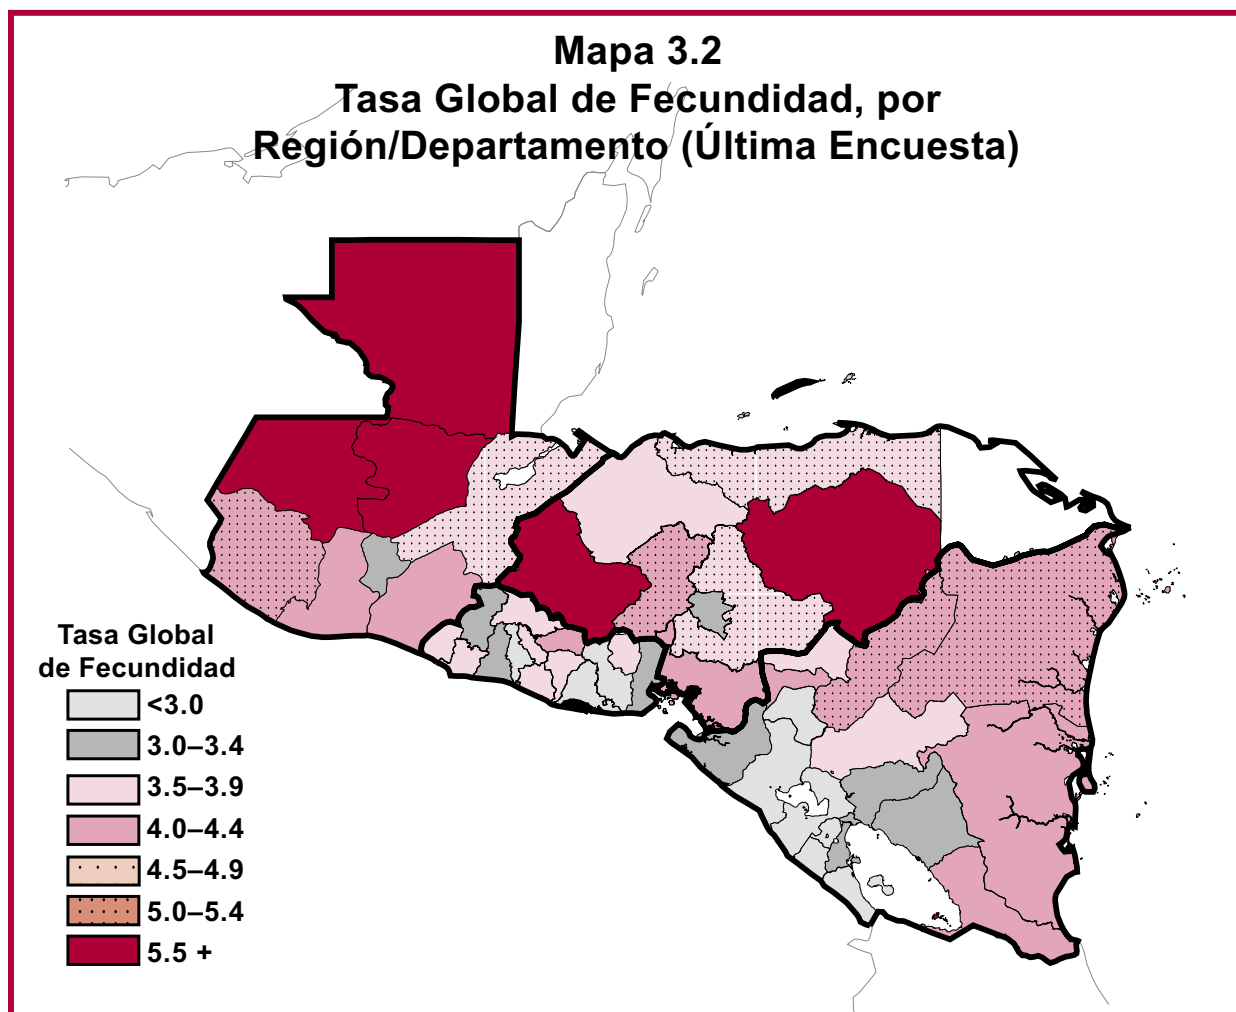 Mapa 3.2
Tasa Global de Fecundidad, por
Región/Departamento (Última Encuesta)
Tasa Global
de Fecundidad
<3.0
3.0–3.4
3.5–3.9
4.0–4.4
4.5–4.9
5.0–5.4
5.5 +